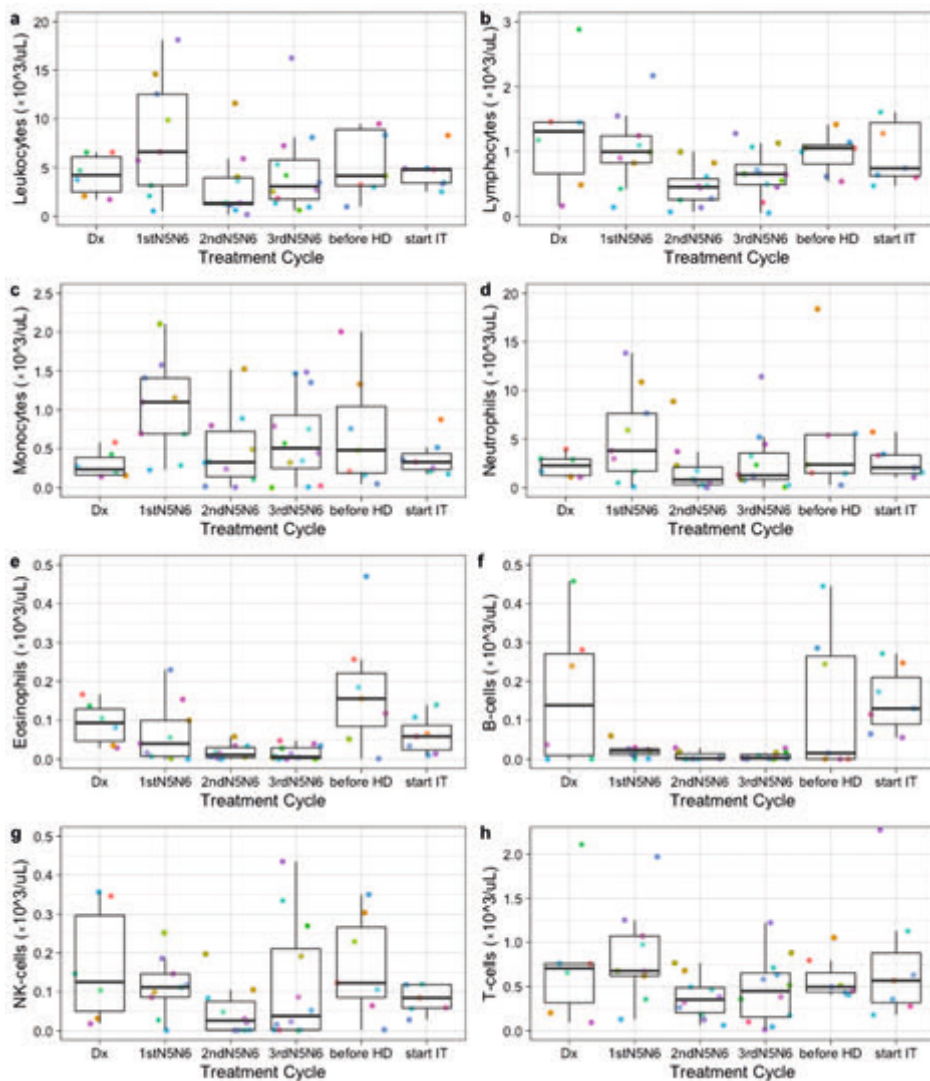 a
Leukocytes (×10^3/uL)
20
15
10
5
0
Dx 1stN5N6 2ndN5N6 3rdN5N6 before HD start IT
Treatment Cycle
b
Lymphocytes (×10^3/uL)
3
2
1
0
Dx 1stN5N6 2ndN5N6 3rdN5N6 before HD start IT
Treatment Cycle
c
Monocytes (×10^3/uL)
2.5
2.0
1.5
1.0
0.5
0.0
Dx 1stN5N6 2ndN5N6 3rdN5N6 before HD start IT
Treatment Cycle
d
Neutrophils (×10^3/uL)
20
15
10
5
0
Dx 1stN5N6 2ndN5N6 3rdN5N6 before HD start IT
Treatment Cycle
e
Eosinophils (×10^3/uL)
0.5
0.4
0.3
0.2
0.1
0.0
Dx 1stN5N6 2ndN5N6 3rdN5N6 before HD start IT
Treatment Cycle
f
B-cells (×10^3/uL)
0.5
0.4
0.3
0.2
0.1
0.0
Dx 1stN5N6 2ndN5N6 3rdN5N6 before HD start IT
Treatment Cycle
g
NK-cells (×10^3/uL)
0.5
0.4
0.3
0.2
0.1
0.0
Dx 1stN5N6 2ndN5N6 3rdN5N6 before HD start IT
Treatment Cycle
h
T-cells (×10^3/uL)
2.0
1.5
1.0
0.5
0.0
Dx 1stN5N6 2ndN5N6 3rdN5N6 before HD start IT
Treatment Cycle